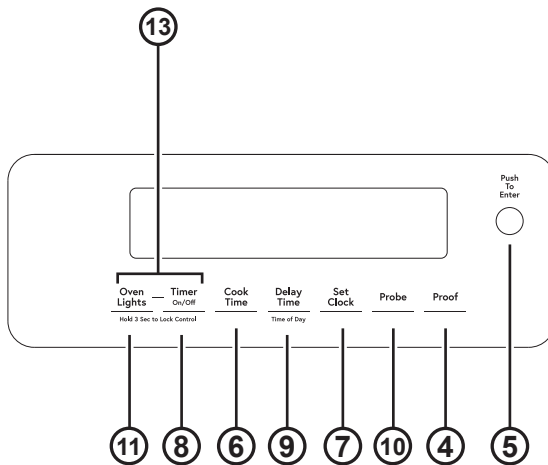 13
Push
To
Enter
Oven
Lights
Timer
On/Off
Hold 3 Sec to Lock Control
Cook
Time
Delay
Time
Time of Day
Set
Clock
Probe
Proof
11
8
6
9
7
10
4
5